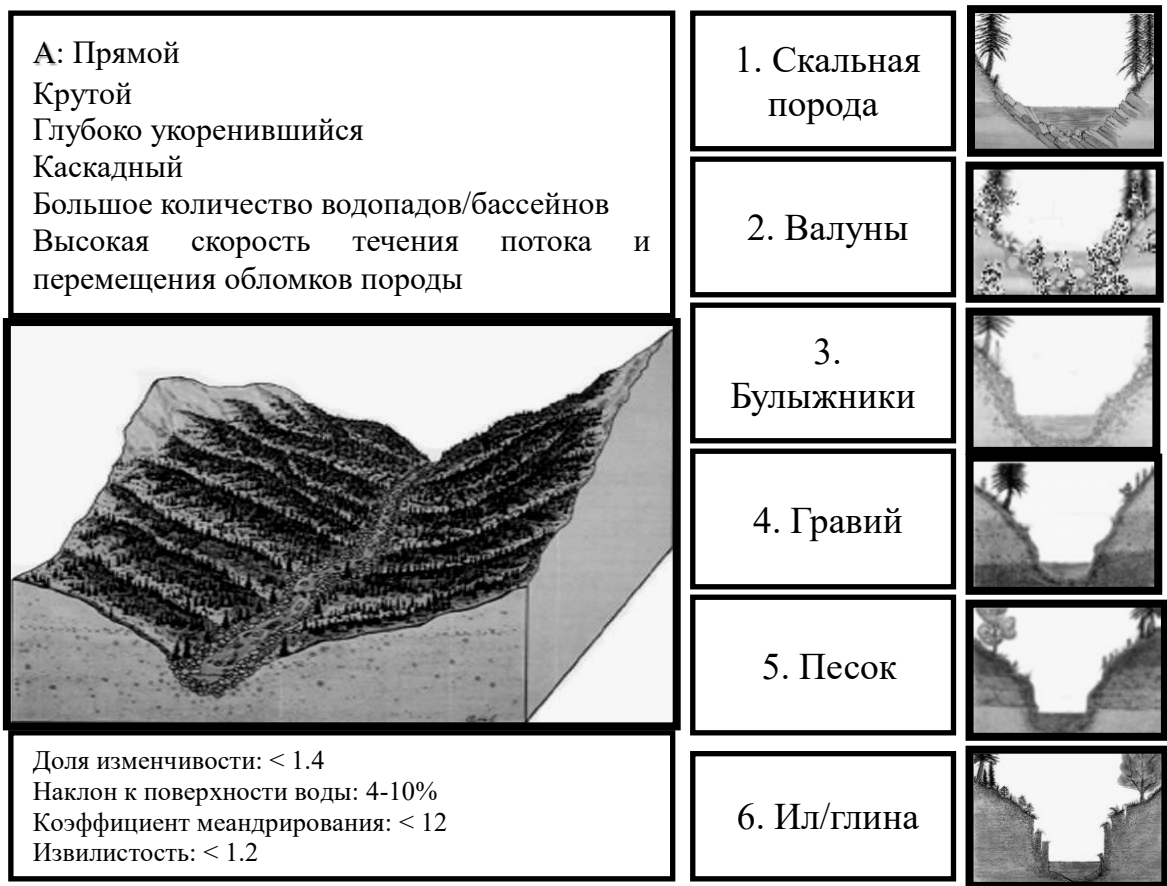 А: Прямой
Крутой
Глубоко укоренившийся
Каскадный
Большое количество водопадов/бассейнов
Высокая скорость течения потока и
перемещения обломков породы
Доля изменчивости: < 1.4
Наклон к поверхности воды: 4-10%
Коэффициент меандрирования: < 12
Извилистость: < 1.2
1. Скальная
порода
2. Валуны
3.
Булыжники
4. Гравий
5. Песок
6. Ил/глина